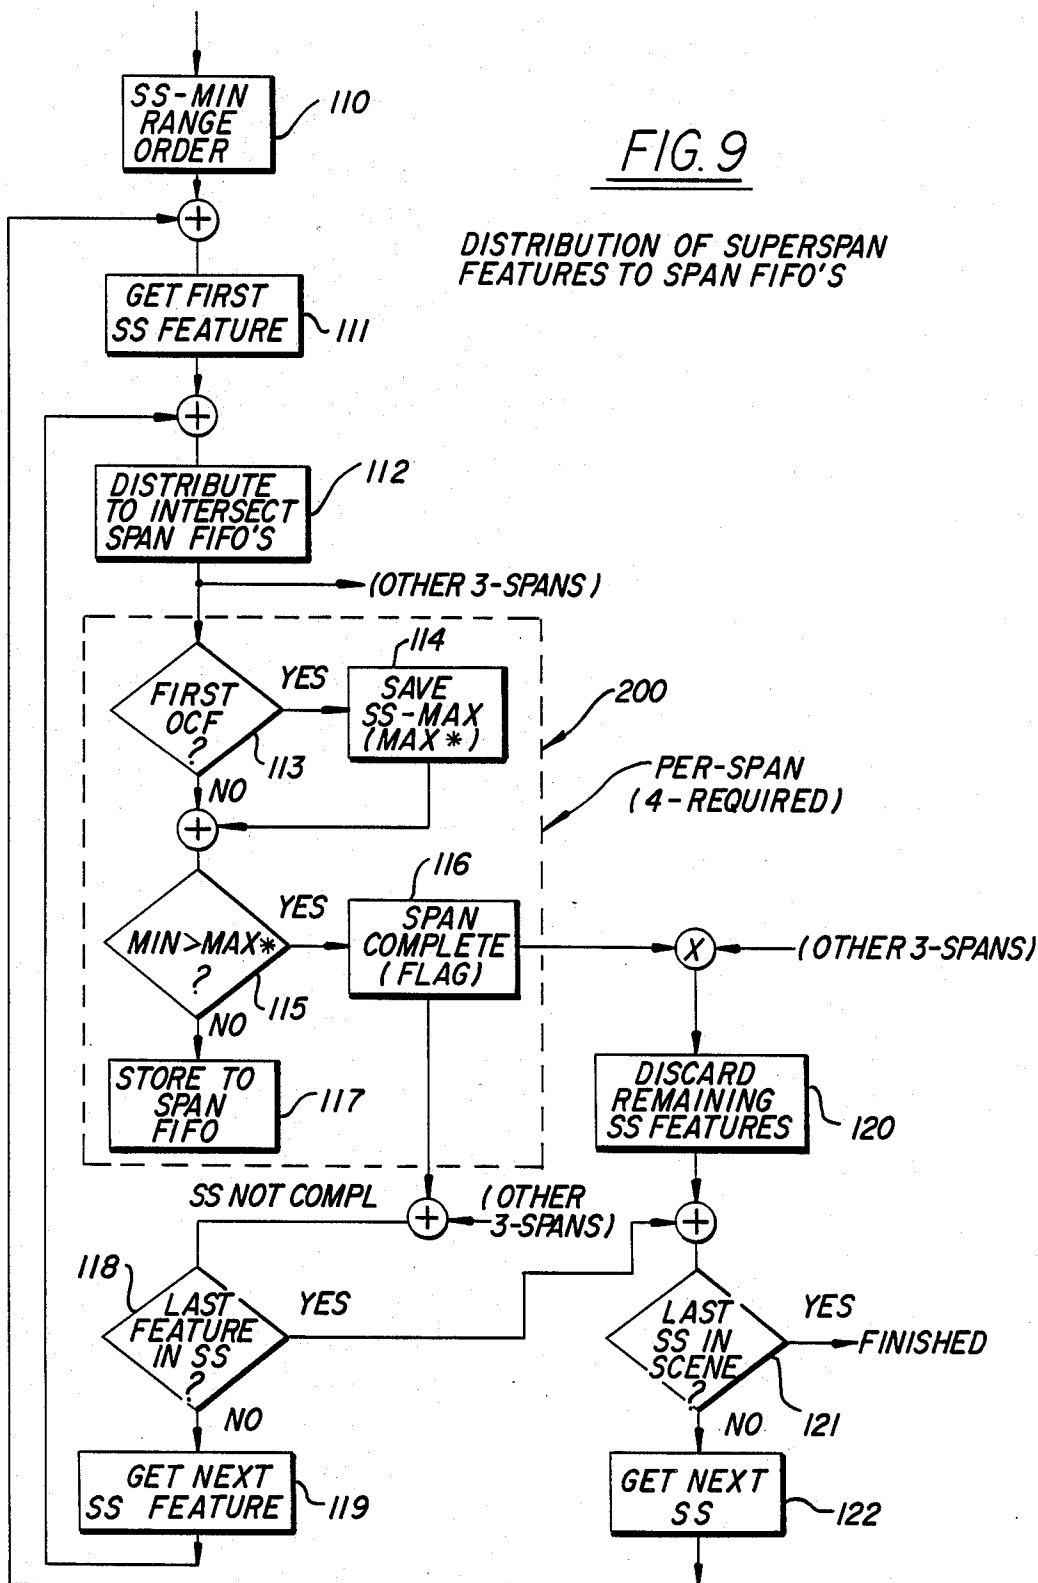 SS-MIN
RANGE
ORDER
110
FIG. 9
DISTRIBUTION OF SUPERSPAN
FEATURES TO SPAN FIFO'S
+
GET FIRST
SS FEATURE
111
+
DISTRIBUTE
TO INTERSECT
SPAN FIFO'S
112
(OTHER 3-SPANS)
FIRST
OCF
?
113
YES
NO
114
SAVE
SS-MAX
(MAX*)
200
PER-SPAN
(4-REQUIRED)
+
MIN>MAX*
?
115
YES
NO
116
SPAN
COMPLETE
(FLAG)
X
(OTHER 3-SPANS)
STORE TO
SPAN
FIFO
117
DISCARD
REMAINING
SS FEATURES
120
SS NOT COMPL
+
(OTHER
3-SPANS)
+
118
LAST
FEATURE
IN SS
?
YES
NO
LAST
SS IN
SCENE
?
YES
FINISHED
121
NO
GET NEXT
SS FEATURE
119
GET NEXT
SS
122